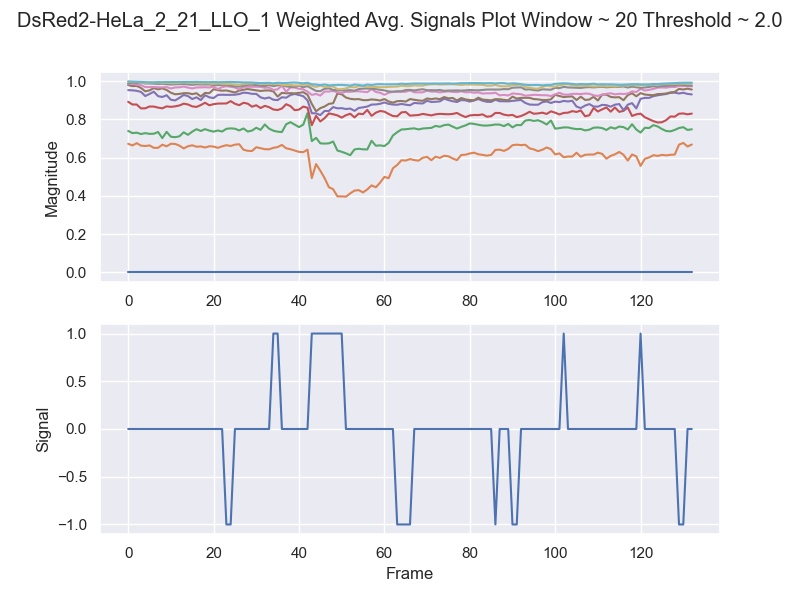 DsRed2-HeLa_2_21_LLO_1 Weighted Avg. Signals Plot Window ~ 20 Threshold ~ 2.0
1.0
0.8
0.6
0.4
0.2
0.0
Magnitude
0 20 40 60 80 100 120
1.0
0.5
0.0
−0.5
−1.0
Signal
0 20 40 60 80 100 120
Frame